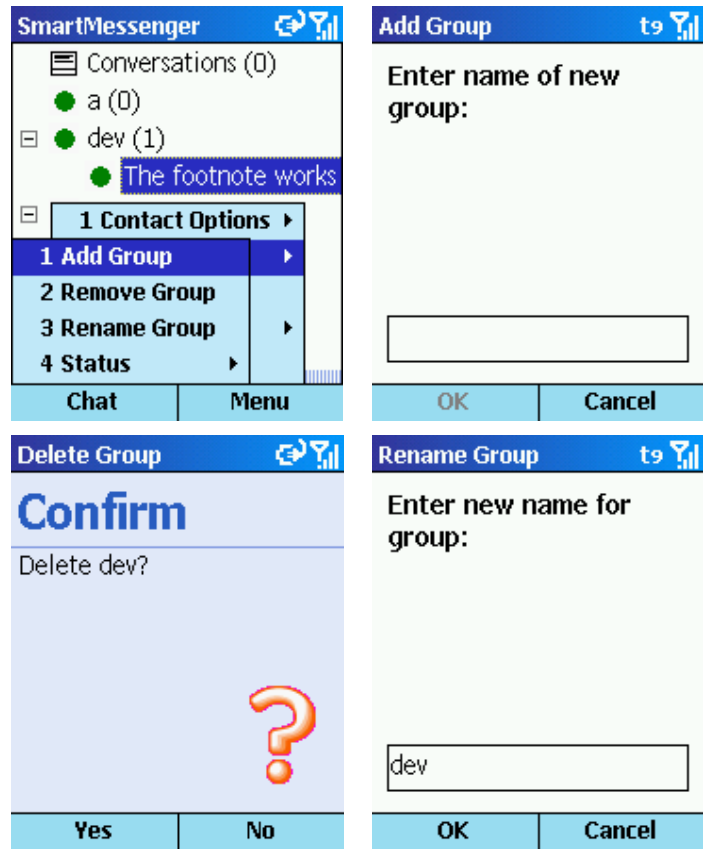 SmartMessenger
Conversations (0)
a (0)
dev (1)
The footnote works
1 Contact Options
1 Add Group
2 Remove Group
3 Rename Group
4 Status
Chat Menu
Add Group t9
Enter name of new
group:
OK Cancel
Delete Group
Confirm
Delete dev?
Yes No
Rename Group t9
Enter new name for
group:
dev
OK Cancel